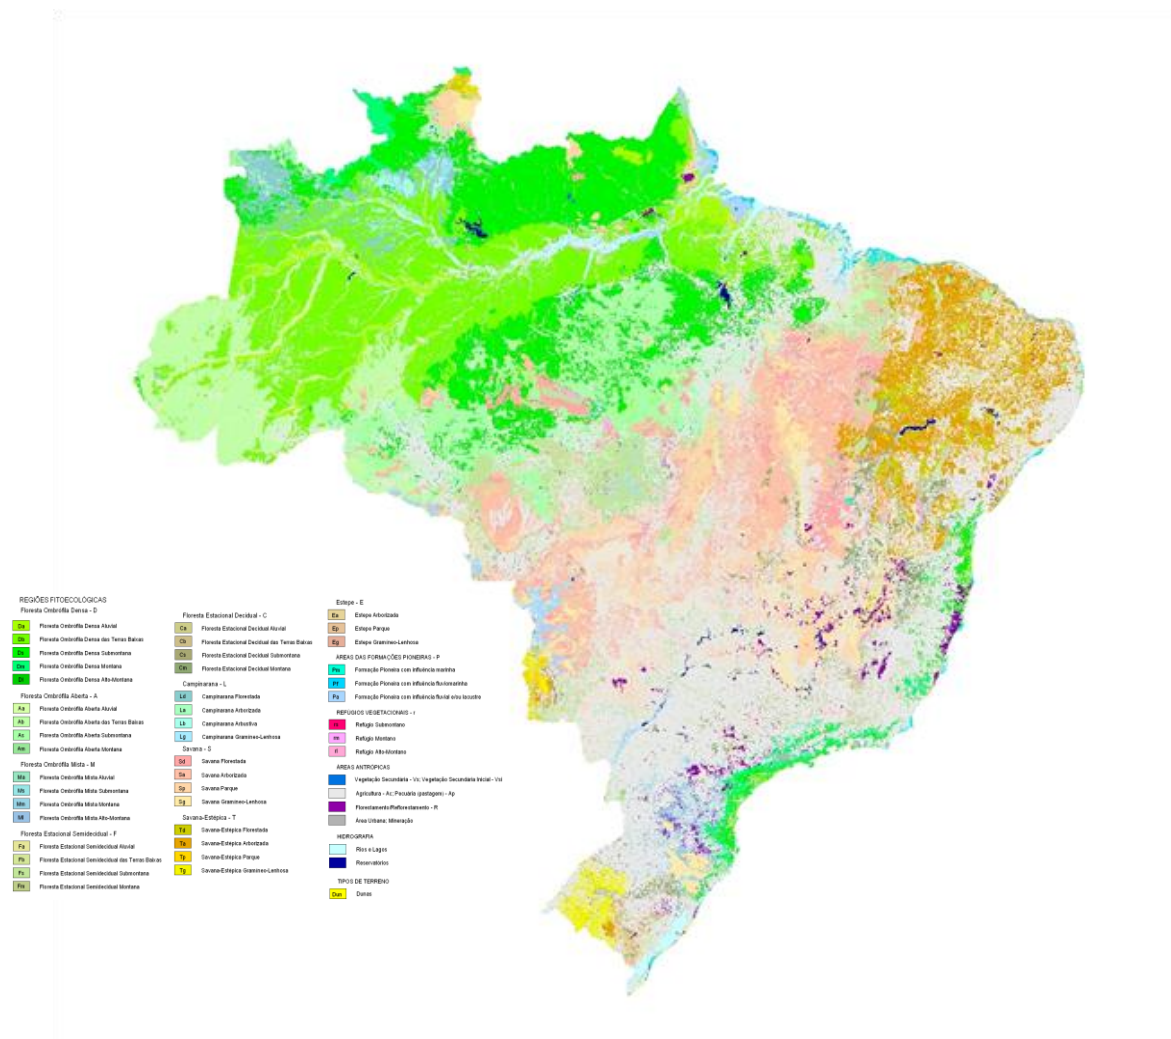 REGIÕES FITOECOLÓGICAS
Floresta Ombrófila Densa - D
Da Floresta Ombrófila Densa Aluvial
Db Floresta Ombrófila Densa das Terras Baixas
Ds Floresta Ombrófila Densa Submontana
Dm Floresta Ombrófila Densa Montana
Dl Floresta Ombrófila Densa Alto-Montana
Floresta Ombrófila Aberta - A
Aa Floresta Ombrófila Aberta Aluvial
Ab Floresta Ombrófila Aberta das Terras Baixas
As Floresta Ombrófila Aberta Submontana
Am Floresta Ombrófila Aberta Montana
Floresta Ombrófila Mista - M
Ma Floresta Ombrófila Mista Aluvial
Ms Floresta Ombrófila Mista Submontana
Mm Floresta Ombrófila Mista Montana
Ml Floresta Ombrófila Mista Alto-Montana
Floresta Estacional Semidecidual - F
Fa Floresta Estacional Semidecidual Aluvial
Fb Floresta Estacional Semidecidual das Terras Baixas
Fs Floresta Estacional Semidecidual Submontana
Fm Floresta Estacional Semidecidual Montana
Floresta Estacional Decidual - C
Ca Floresta Estacional Decidual Aluvial
Cb Floresta Estacional Decidual das Terras Baixas
Cs Floresta Estacional Decidual Submontana
Cm Floresta Estacional Decidual Montana
Campinarana - L
Ld Campinarana Florestada
La Campinarana Arborizada
Lb Campinarana Arbustiva
Lg Campinarana Gramíneo-Lenhosa
Savana - S
Sd Savana Florestada
Sa Savana Arborizada
Sp Savana Parque
Sg Savana Gramíneo-Lenhosa
Savana-Estépica - T
Td Savana-Estépica Florestada
Ta Savana-Estépica Arborizada
Tp Savana-Estépica Parque
Tg Savana-Estépica Gramíneo-Lenhosa
Estepe - E
Ea Estepe Arborizada
Ep Estepe Parque
Eg Estepe Gramíneo-Lenhosa
ÁREAS DAS FORMAÇÕES PIONEIRAS - P
Pm Formação Pioneira com influência marinha
Pf Formação Pioneira com influência fluviomarinha
Pa Formação Pioneira com influência fluvial e/ou lacustre
REFÚGIOS VEGETACIONAIS - r
rs Refúgio Submontano
rm Refúgio Montano
rl Refúgio Alto-Montano
ÁREAS ANTRÓPICAS
Vegetação Secundária - Vs: Vegetação Secundária Inicial - Vsi
Agricultura - Ac; Pecuária (pastagem) - Ap
Florestamento/Reflorestamento - R
Área Urbana; Mineração
HIDROGRAFIA
Rios e Lagos
Reservatórios
TIPOS DE TERRENO
Dun Dunas